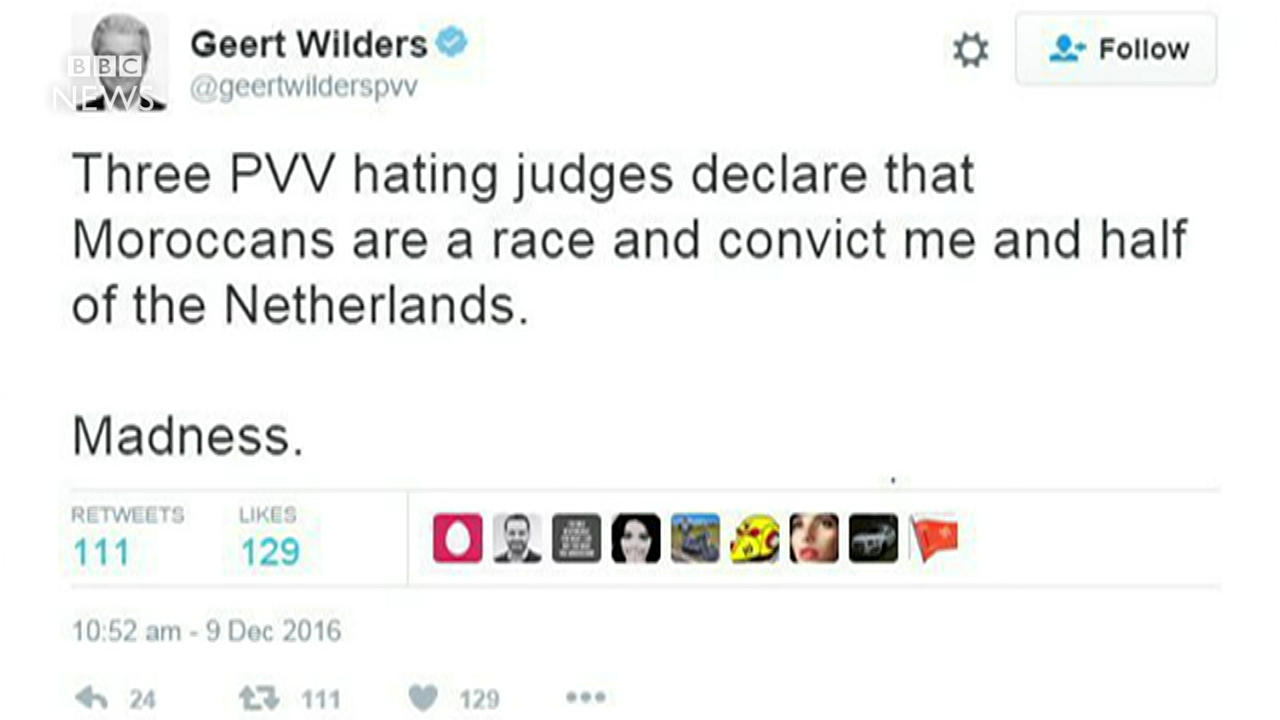 BBC
NEWS
Geert Wilders
@geertwilderspvv
Follow
Three PVV hating judges declare that
Moroccans are a race and convict me and half
of the Netherlands.
Madness.
RETWEETS LIKES
111 129
10:52 am - 9 Dec 2016
24 111 129